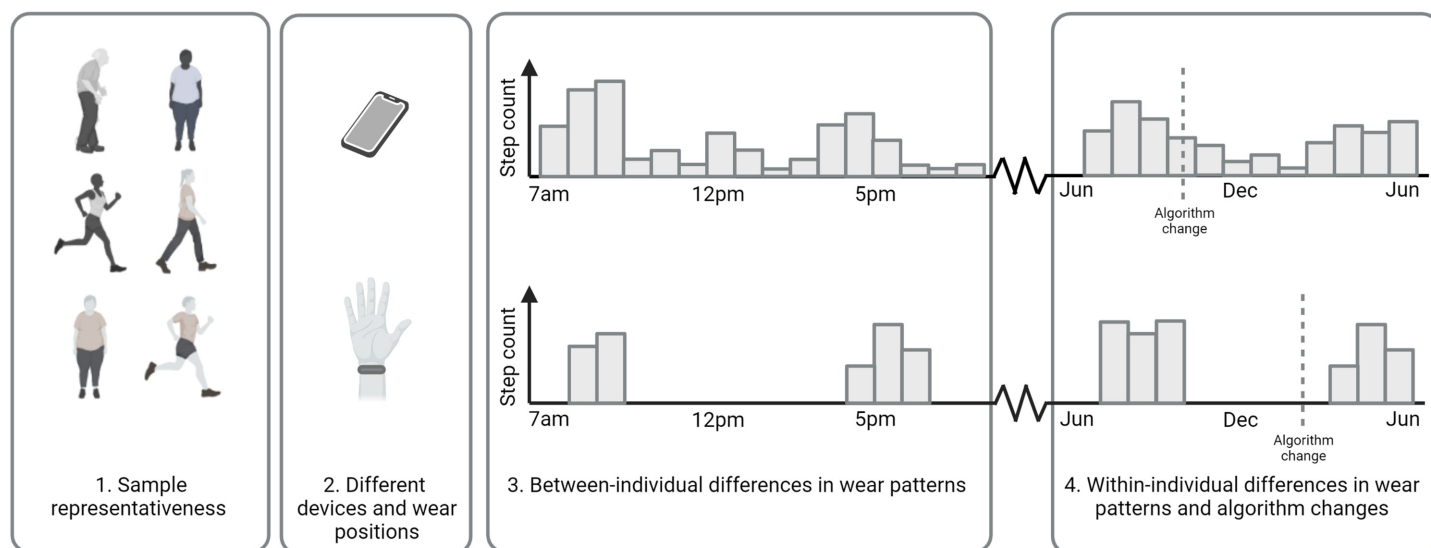 Step count
7am
12pm
5pm
Jun
Dec
Jun
Algorithm
change
Step count
7am
12pm
5pm
Jun
Dec
Jun
Algorithm
change
1. Sample
representativeness
2. Different
devices and wear
positions
3. Between-individual differences in wear patterns
4. Within-individual differences in wear
patterns and algorithm changes